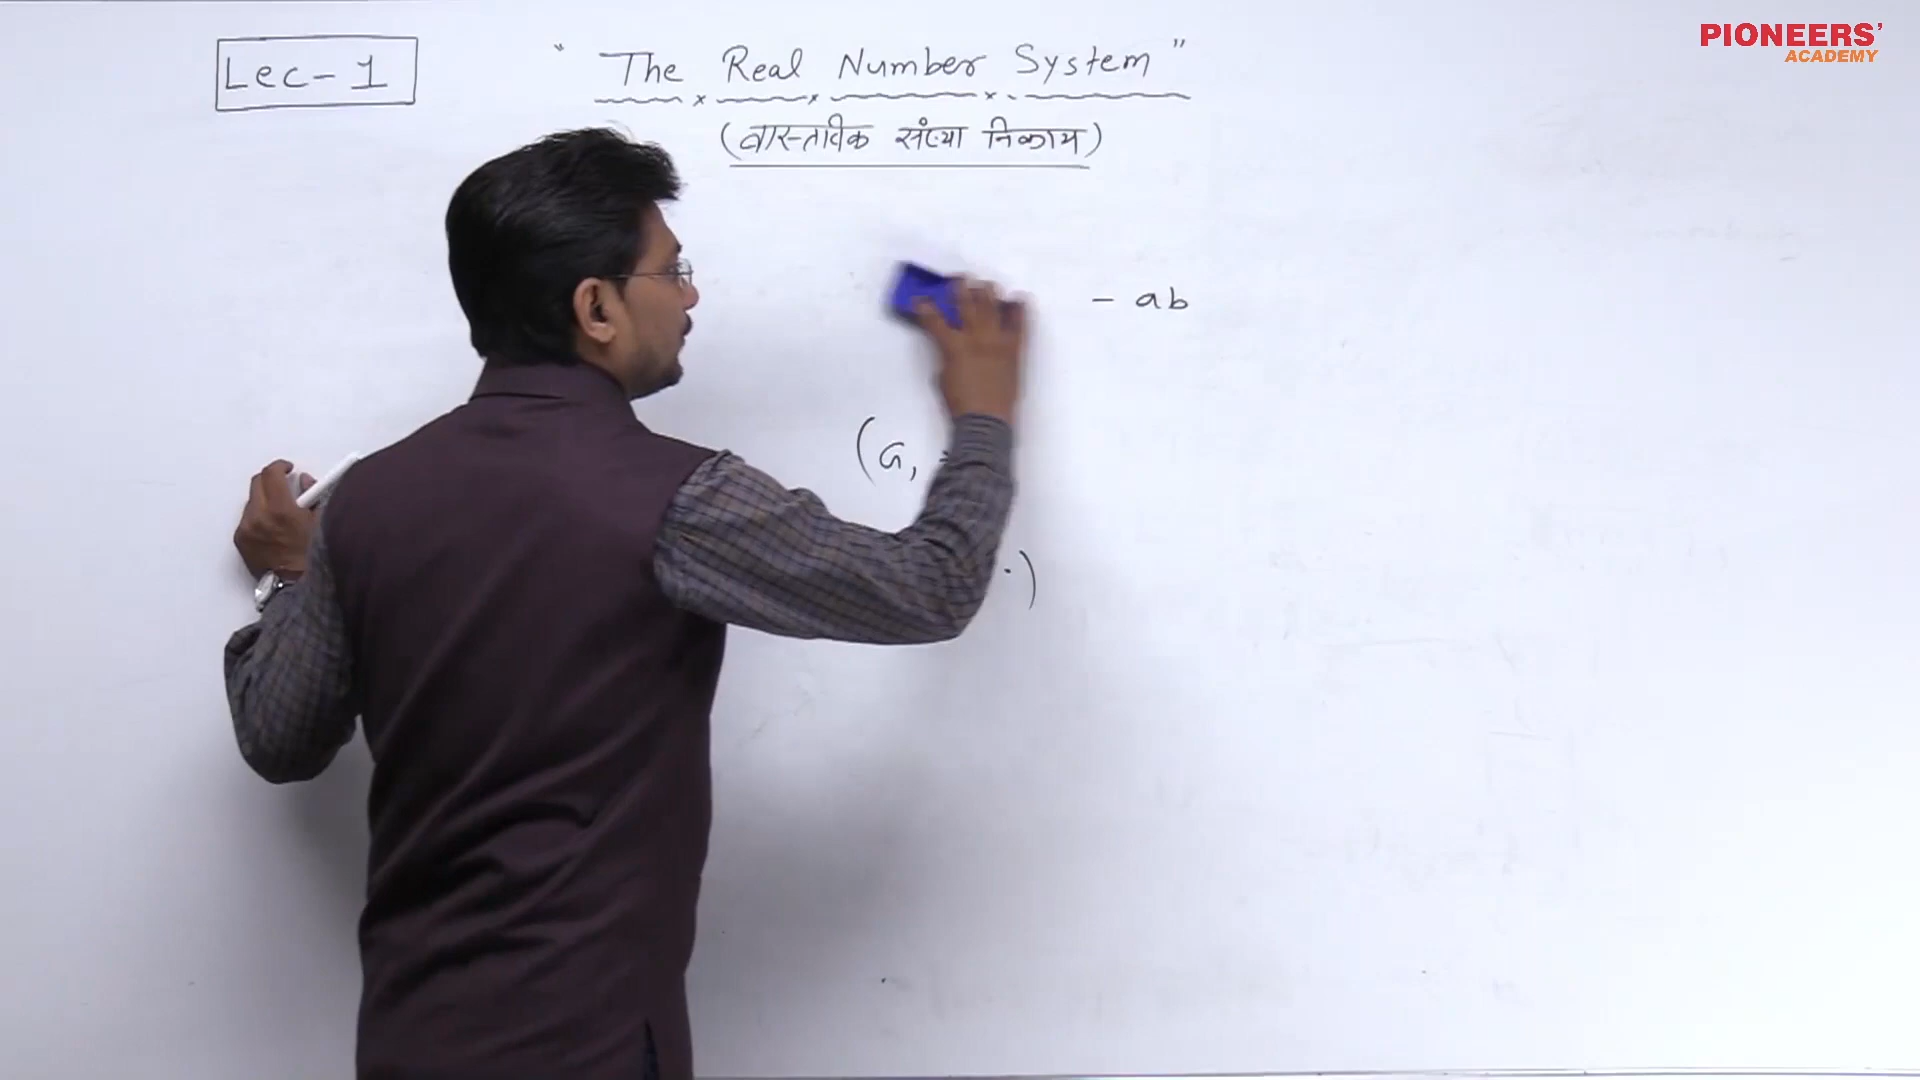 PIONEERS'
ACADEMY
Lec-1
" The Real Number System "
(वास्तविक संख्या निकाय)
- ab
(G,
·)